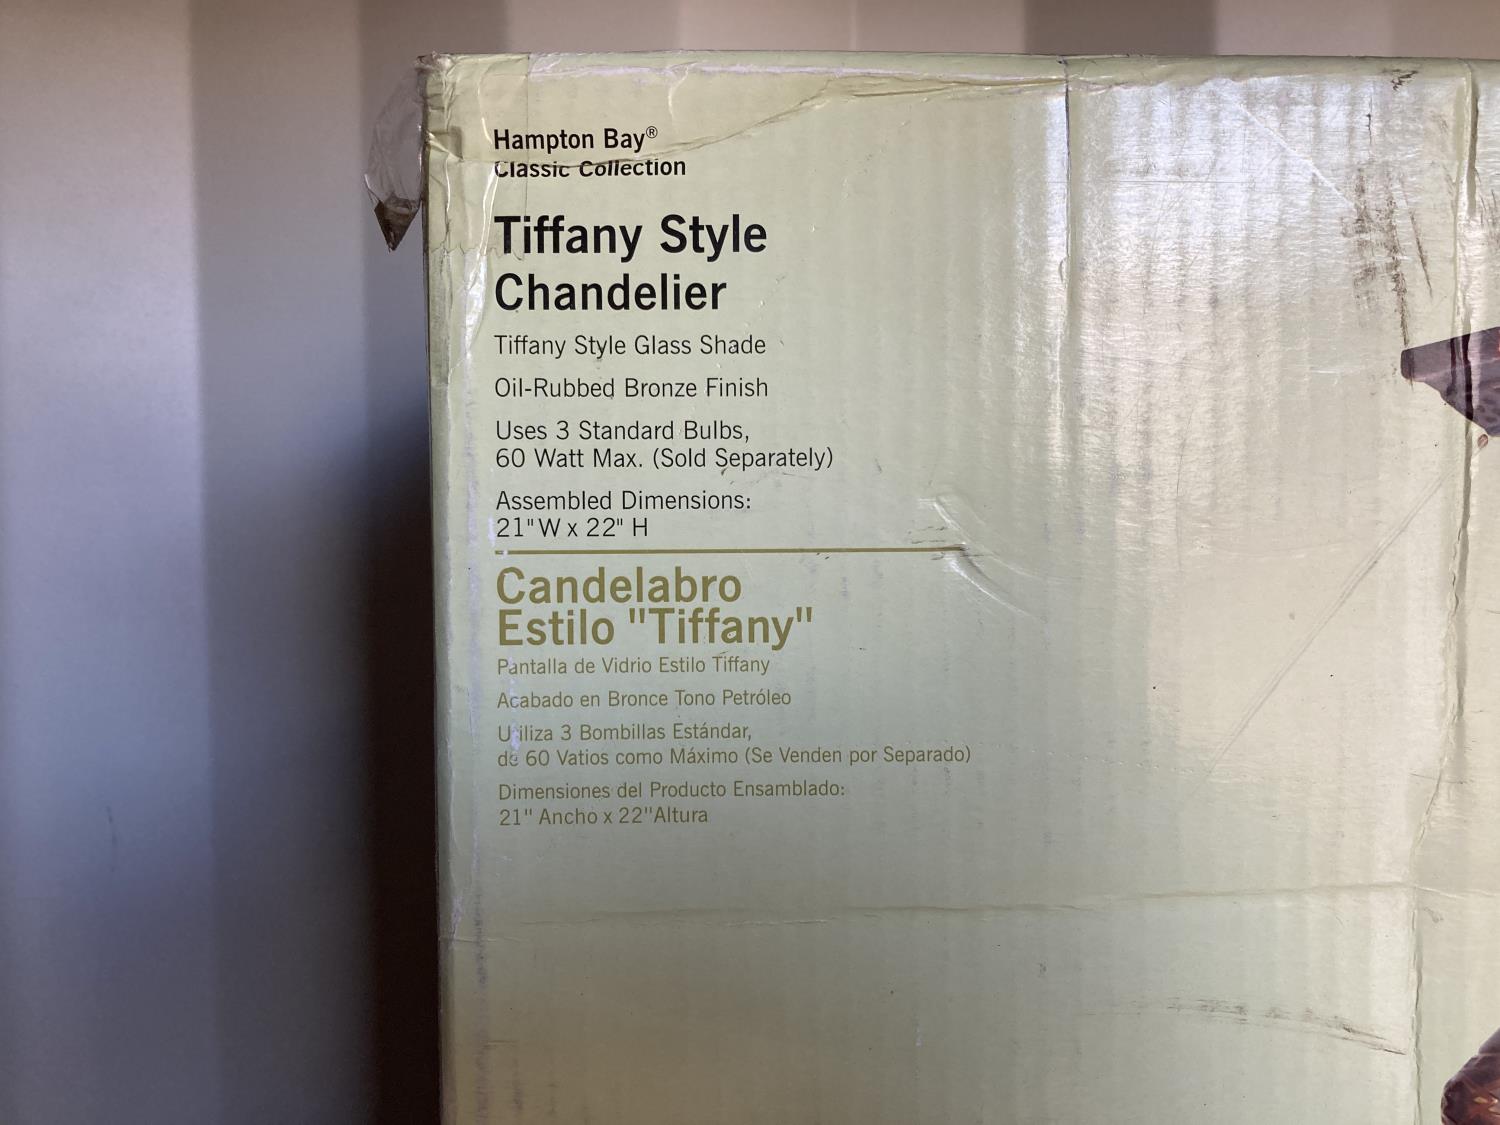 Hampton Bay®
Classic Collection
Tiffany Style
Chandelier
Tiffany Style Glass Shade
Oil-Rubbed Bronze Finish
Uses 3 Standard Bulbs,
60 Watt Max. (Sold Separately)
Assembled Dimensions:
21"W x 22" H
Candelabro
Estilo "Tiffany"
Pantalla de Vidrio Estilo Tiffany
Acabado en Bronce Tono Petróleo
Utiliza 3 Bombillas Estándar,
de 60 Vatios como Máximo (Se Venden por Separado)
Dimensiones del Producto Ensamblado:
21" Ancho x 22"Altura